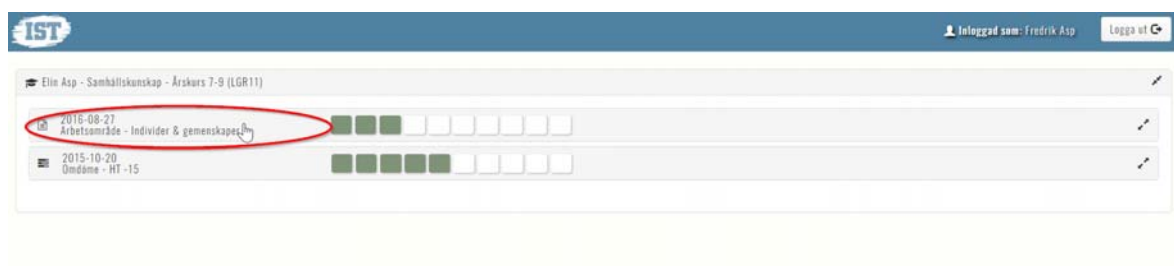 IST
Inloggad som: Fredrik Asp
Logga ut
Elin Asp - Samhällskunskap - Årskurs 7-9 (LGR11)
2016-08-27
Arbetsområde - Individer & gemenskaper
2015-10-20
Omdöme - HT -15